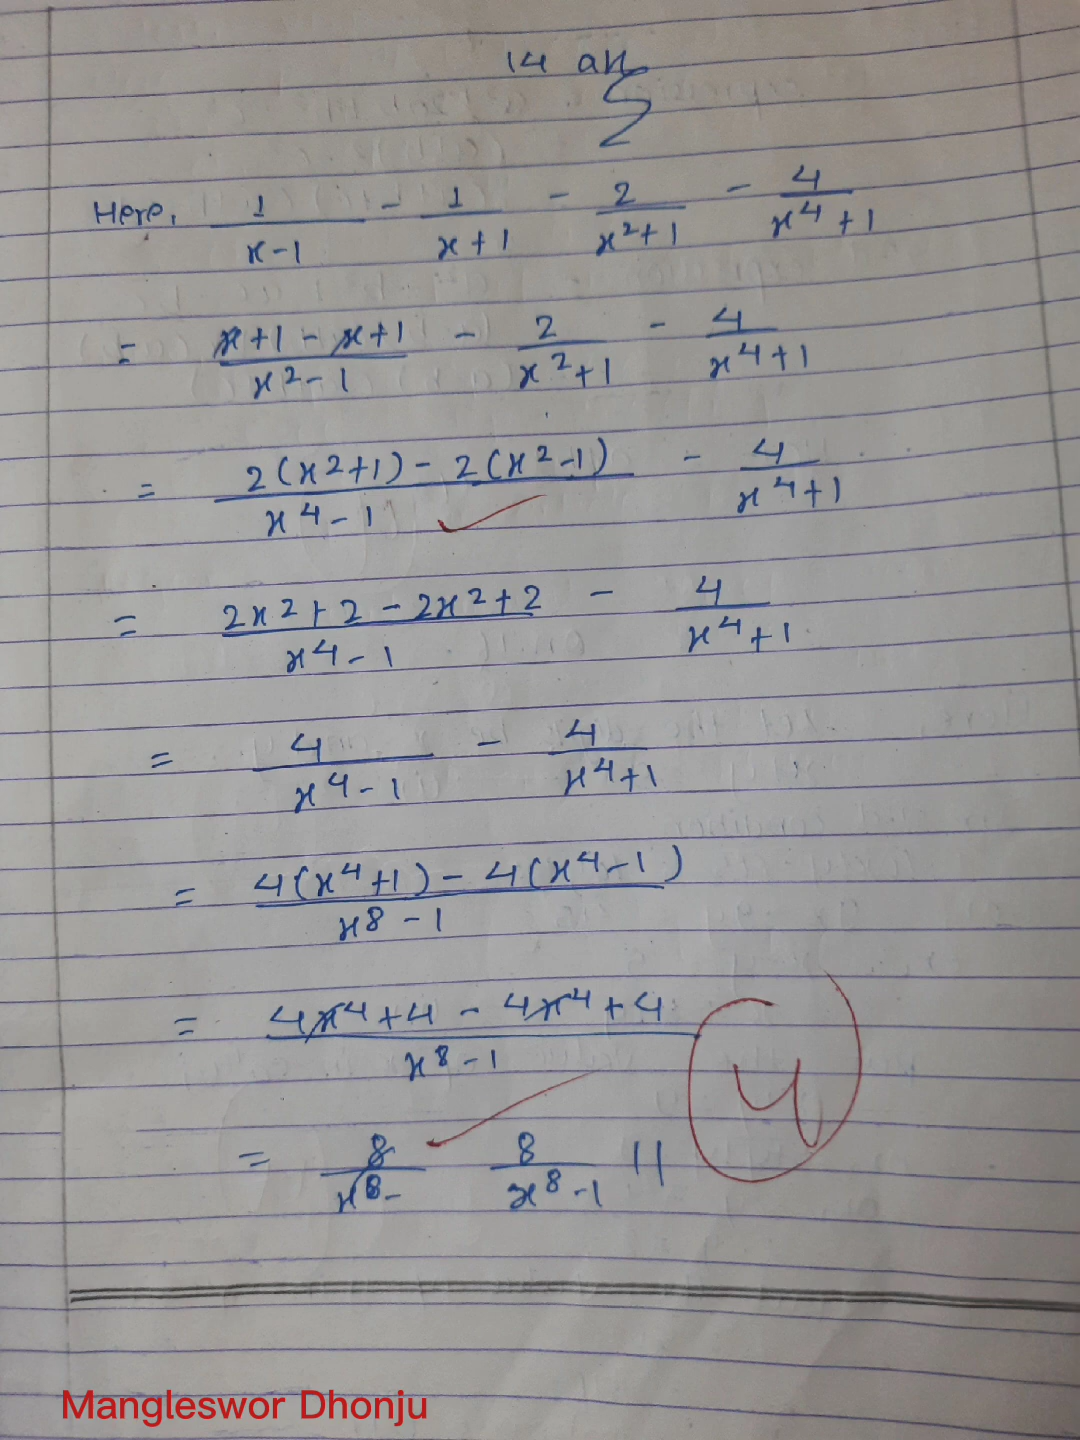 14 an
Here, 1/(x-1) - 1/(x+1) - 2/(x²+1) - 4/(x⁴+1)
= (x+1-x+1)/(x²-1) - 2/(x²+1) - 4/(x⁴+1)
= (2(x²+1) - 2(x²-1))/(x⁴-1) - 4/(x⁴+1)
= (2x²+2-2x²+2)/(x⁴-1) - 4/(x⁴+1)
= 4/(x⁴-1) - 4/(x⁴+1)
= (4(x⁴+1) - 4(x⁴-1))/(x⁸-1)
= (4x⁴+4-4x⁴+4)/(x⁸-1)
4
= 8/(x⁸- 8/(x⁸-1) //
Mangleswor Dhonju